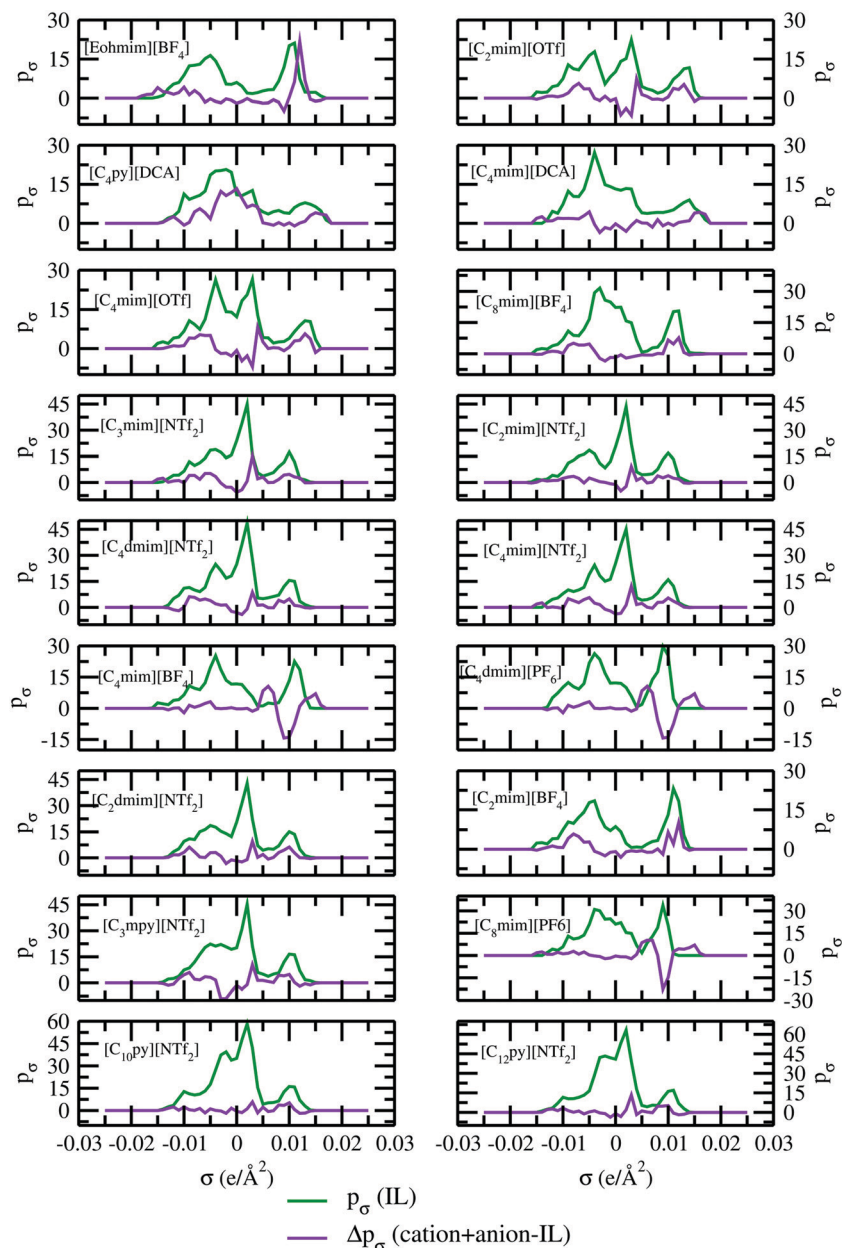 30 [Eohmim][BF₄] [C₂mim][OTf] 30
15 15
pσ 0 0 pσ
30 [C₄py][DCA] [C₄mim][DCA] 30
15 15
pσ 0 0 pσ
30 [C₄mim][OTf] [C₈mim][BF₄] 30
15 15
pσ 0 0 pσ
45 [C₃mim][NTf₂] [C₂mim][NTf₂] 45
30 30
pσ 15 15 pσ
0 0
45 [C₄dmim][NTf₂] [C₄mim][NTf₂] 45
30 30
pσ 15 15 pσ
0 0
30 [C₄mim][BF₄] [C₄dmim][PF₆] 30
15 15
pσ 0 0 pσ
-15 -15
45 [C₂dmim][NTf₂] [C₂mim][BF₄] 30
30 15
pσ 15 0 pσ
0
45 [C₃mpy][NTf₂] [C₈mim][PF6] 30
30 15
pσ 15 0 pσ
0 -15
-30
60 [C₁₀py][NTf₂] [C₁₂py][NTf₂] 60
45 45
30 30
pσ 15 15 pσ
0 0
-0.03 -0.02 -0.01 0 0.01 0.02 0.03 -0.03 -0.02 -0.01 0 0.01 0.02 0.03
σ (e/Å²) σ (e/Å²)
pσ (IL)
Δpσ (cation+anion-IL)